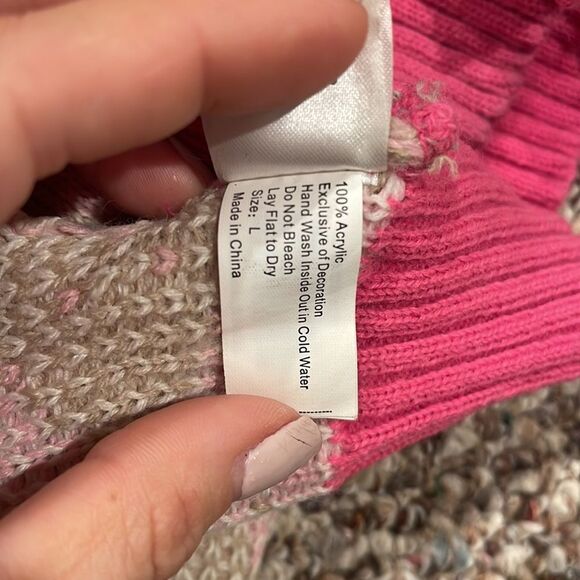 100% Acrylic
Exclusive of Decoration
Hand Wash Inside Out in Cold Water
Do Not Bleach
Lay Flat to Dry
Size: L
Made in China